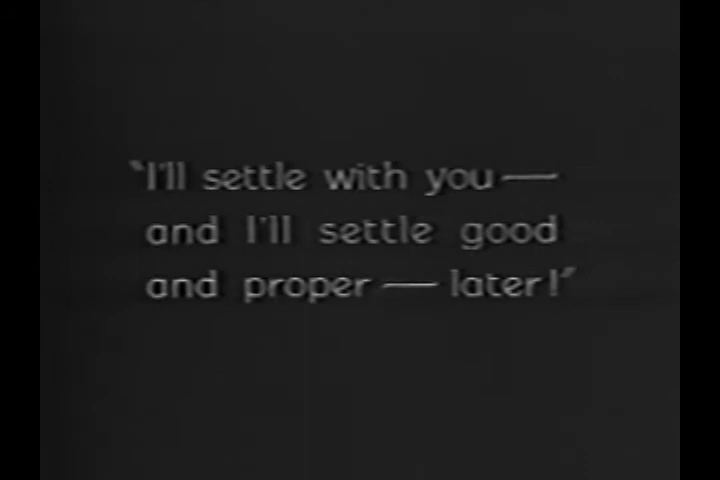 "I'll settle with you —
and I'll settle good
and proper — later!"